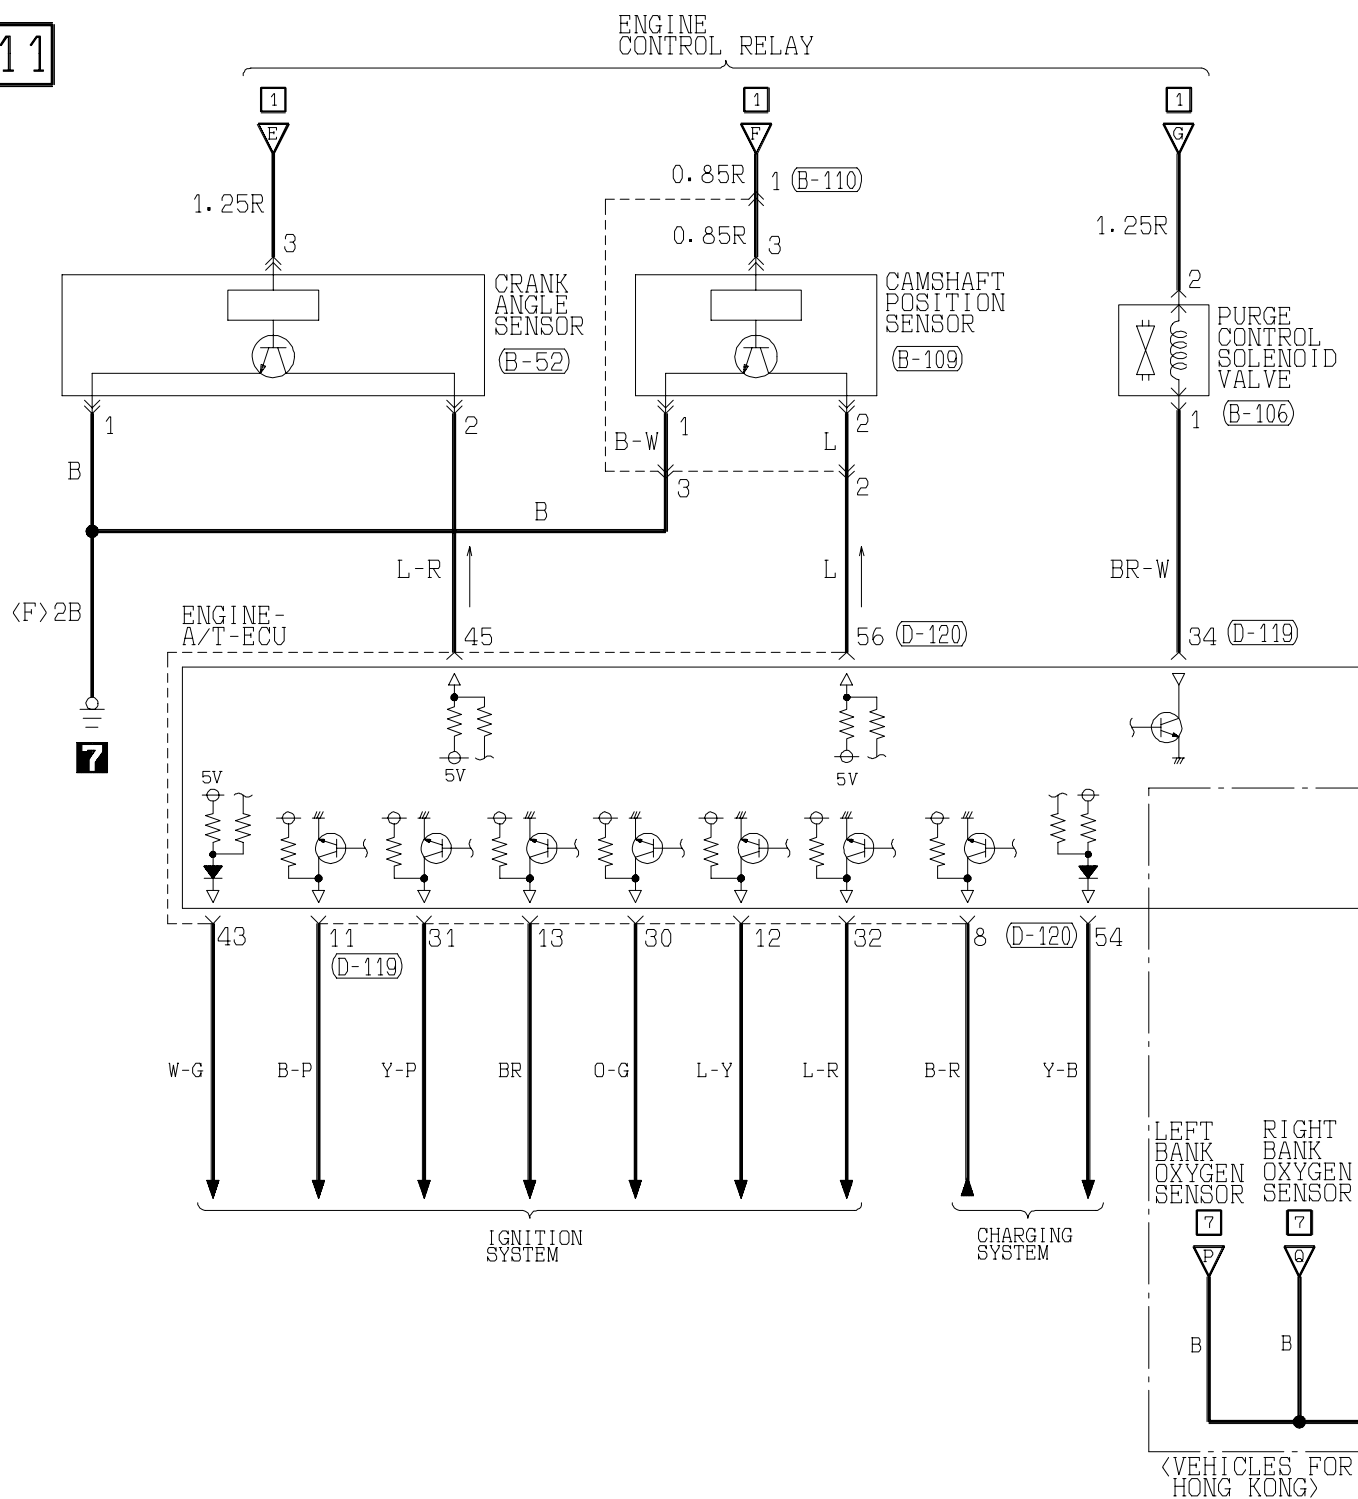 11
ENGINE
CONTROL RELAY
1
1
1
E
F
G
0.85R
1
B-110
1.25R
0.85R
3
3
1.25R
2
CRANK
ANGLE
SENSOR
B-52
CAMSHAFT
POSITION
SENSOR
B-109
PURGE
CONTROL
SOLENOID
VALVE
B-106
1
2
1
2
1
B
B-W
L
3
2
B
L-R
L
BR-W
<F>2B
ENGINE-
A/T-ECU
45
56
D-120
34
D-119
7
5V
5V
5V
43
11
31
13
30
12
32
8
D-120
54
D-119
W-G
B-P
Y-P
BR
O-G
L-Y
L-R
B-R
Y-B
IGNITION
SYSTEM
CHARGING
SYSTEM
LEFT
BANK
OXYGEN
SENSOR
RIGHT
BANK
OXYGEN
SENSOR
7
7
P
Q
B
B
<VEHICLES FOR
HONG KONG>